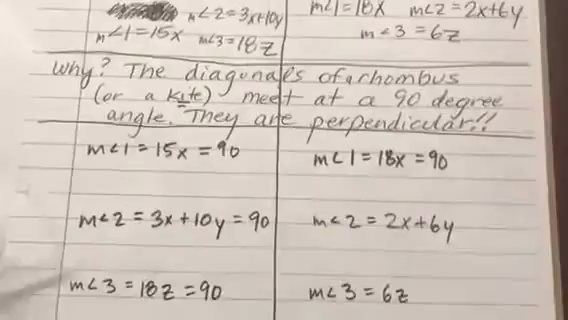 m<2 = 3x+10y
m<1 = 15x m<3 = 18z
m<1 = 18x m<2 = 2x+6y
m<3 = 6z
why? The diagonals of a rhombus
(or a kite) meet at a 90 degree
angle. They are perpendicular!!
m<1 = 15x = 90
m<1 = 18x = 90
m<2 = 3x+10y = 90
m<2 = 2x+6y
m<3 = 18z = 90
m<3 = 6z